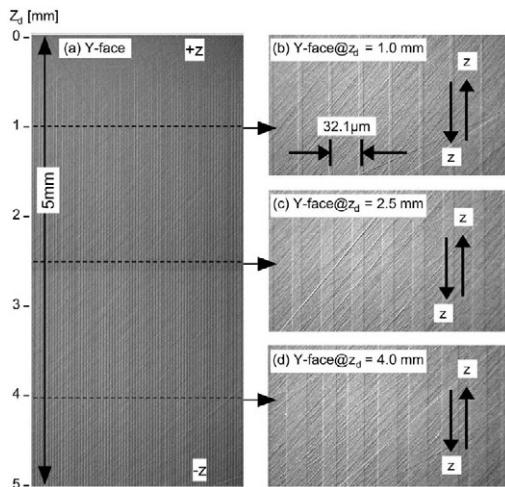 Z_d [mm]
0
(a) Y-face
+z
1
5mm
2
3
4
5
-z
(b) Y-face@z_d = 1.0 mm
z
32.1µm
z
(c) Y-face@z_d = 2.5 mm
z
z
(d) Y-face@z_d = 4.0 mm
z
z